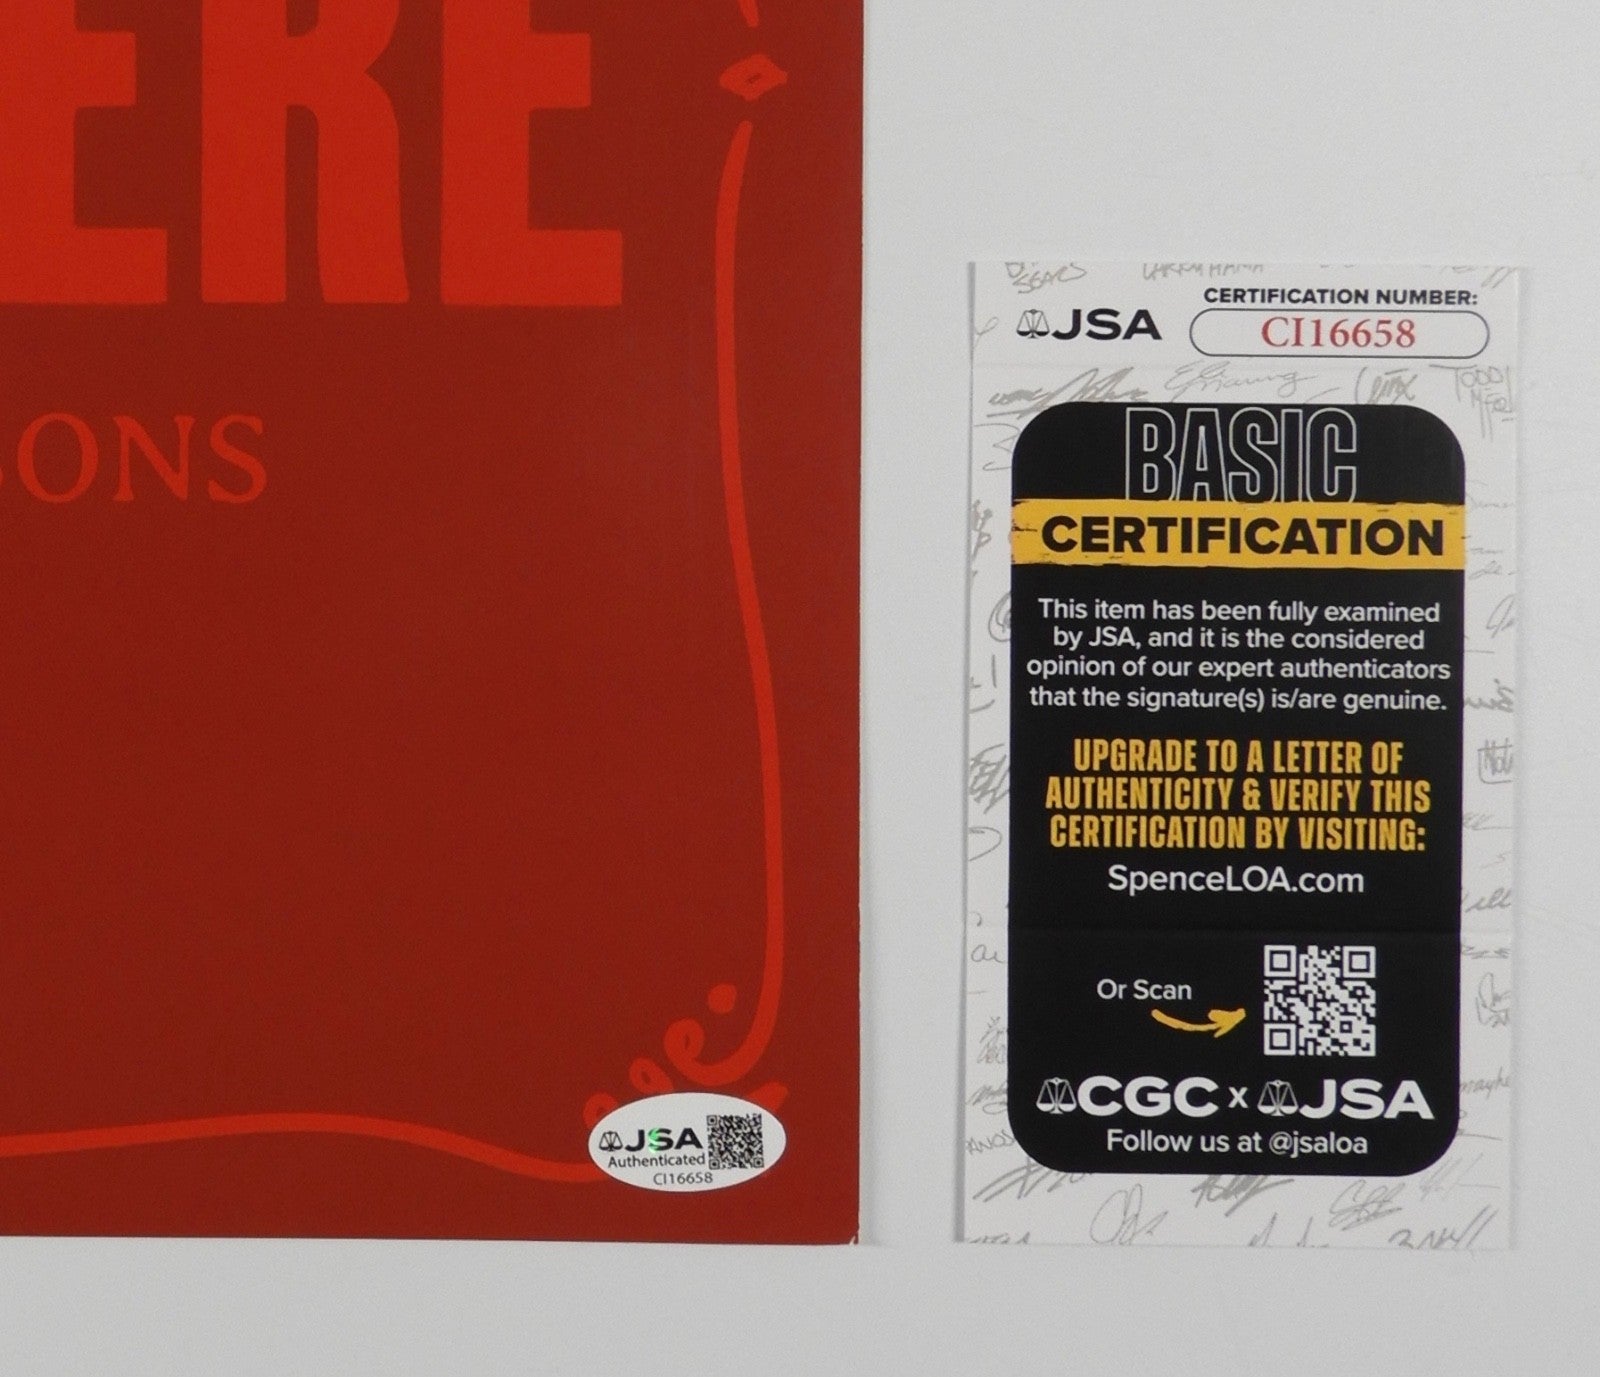 ERE
ONS
JSA
Authenticated
CI16658
JSA
CERTIFICATION NUMBER:
CI16658
BASIC
CERTIFICATION
This item has been fully examined
by JSA, and it is the considered
opinion of our expert authenticators
that the signature(s) is/are genuine.
UPGRADE TO A LETTER OF
AUTHENTICITY & VERIFY THIS
CERTIFICATION BY VISITING:
SpenceLOA.com
Or Scan
CGC x JSA
Follow us at @jsaloa